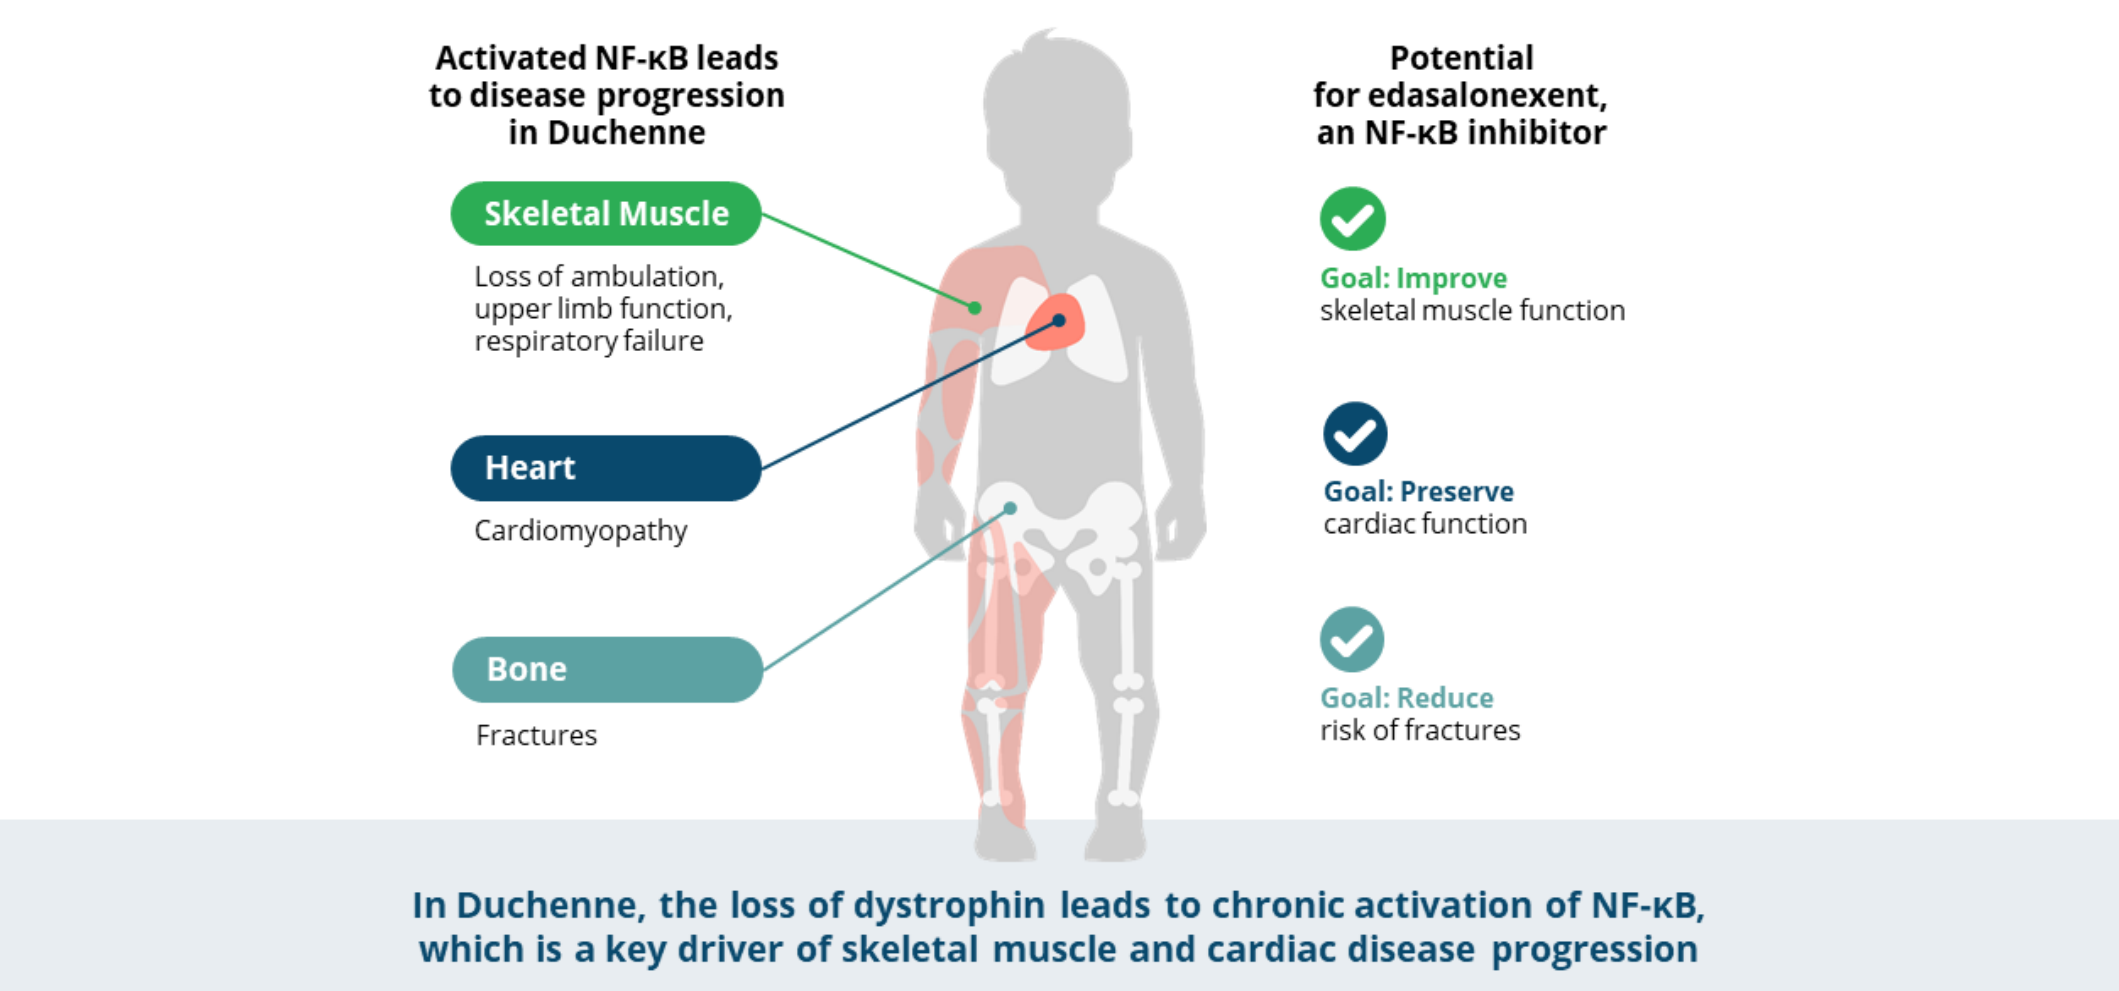 Activated NF-κB leads
to disease progression
in Duchenne
Skeletal Muscle
Loss of ambulation,
upper limb function,
respiratory failure
Heart
Cardiomyopathy
Bone
Fractures
Potential
for edasalonexent,
an NF-κB inhibitor
Goal: Improve
skeletal muscle function
Goal: Preserve
cardiac function
Goal: Reduce
risk of fractures
In Duchenne, the loss of dystrophin leads to chronic activation of NF-κB,
which is a key driver of skeletal muscle and cardiac disease progression